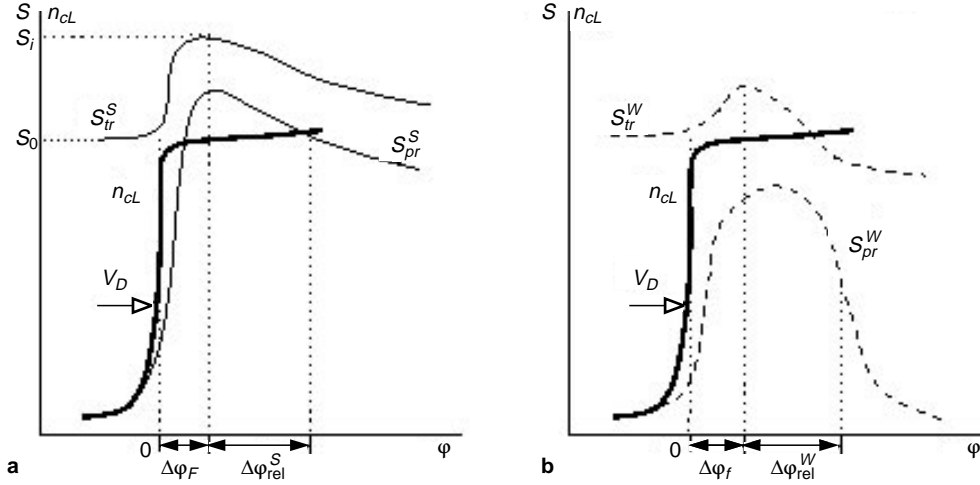 S n_cL
S_i
S_tr^S
S_0
S_pr^S
n_cL
V_D
0
Δφ_F Δφ_rel^S
φ
a
S n_cL
S_tr^W
n_cL
S_pr^W
V_D
0
Δφ_f Δφ_rel^W
φ
b